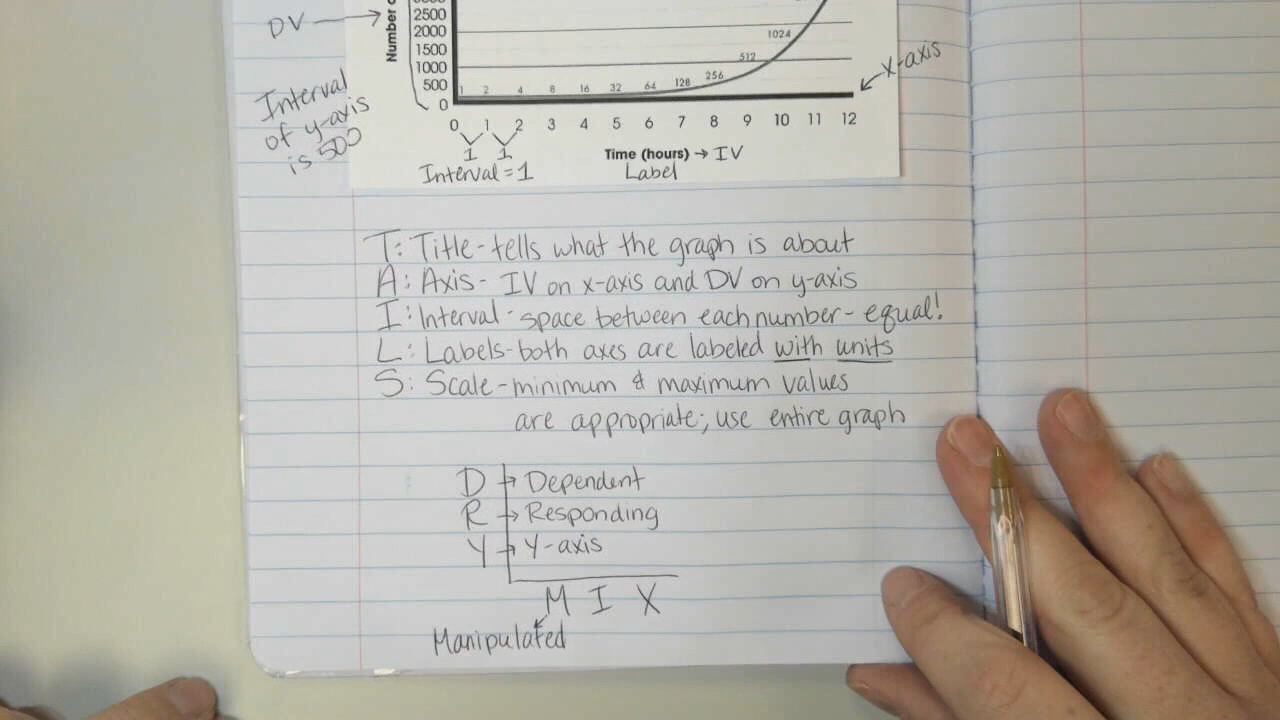 DV
Number o
2500
2000
1500
1000
500
0
1 2 4 8 16 32 64 128 256 512 1024
x-axis
0 1 2 3 4 5 6 7 8 9 10 11 12
1 1
Time (hours) → IV
Interval = 1
Label
Interval
of y-axis
is 500
T: Title - tells what the graph is about
A: Axis - IV on x-axis and DV on y-axis
I: Interval - space between each number - equal!
L: Labels - both axes are labeled with units
S: Scale - minimum & maximum values
are appropriate; use entire graph
D → Dependent
R → Responding
Y → Y-axis
M I X
Manipulated